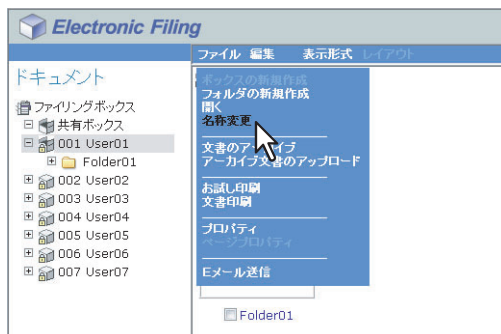 Electronic Filing
ファイル 編集 表示形式 レイアウト
ドキュメント
ファイリングボックス
共有ボックス
001 User01
Folder01
002 User02
003 User03
004 User04
005 User05
006 User06
007 User07
ボックスの新規作成
フォルダの新規作成
開く
名称変更
文書のアーカイブ
アーカイブ文書のアップロード
お試し印刷
文書印刷
プロパティ
ページプロパティ
Eメール送信
Folder01